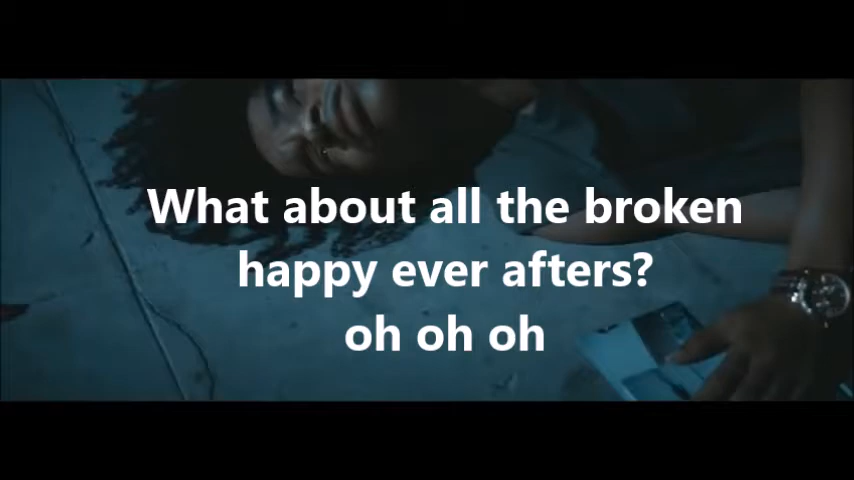 What about all the broken
happy ever afters?
oh oh oh